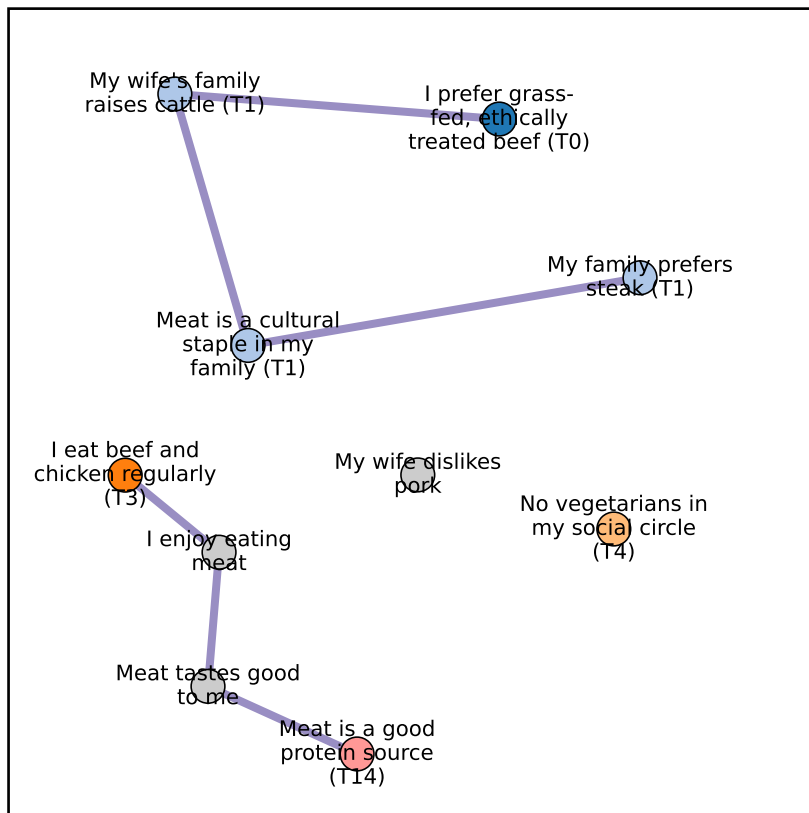 My wife's family
raises cattle (T1)
I prefer grass-
fed, ethically
treated beef (T0)
My family prefers
steak (T1)
Meat is a cultural
staple in my
family (T1)
I eat beef and
chicken regularly
(T3)
My wife dislikes
pork
No vegetarians in
my social circle
(T4)
I enjoy eating
meat
Meat tastes good
to me
Meat is a good
protein source
(T14)